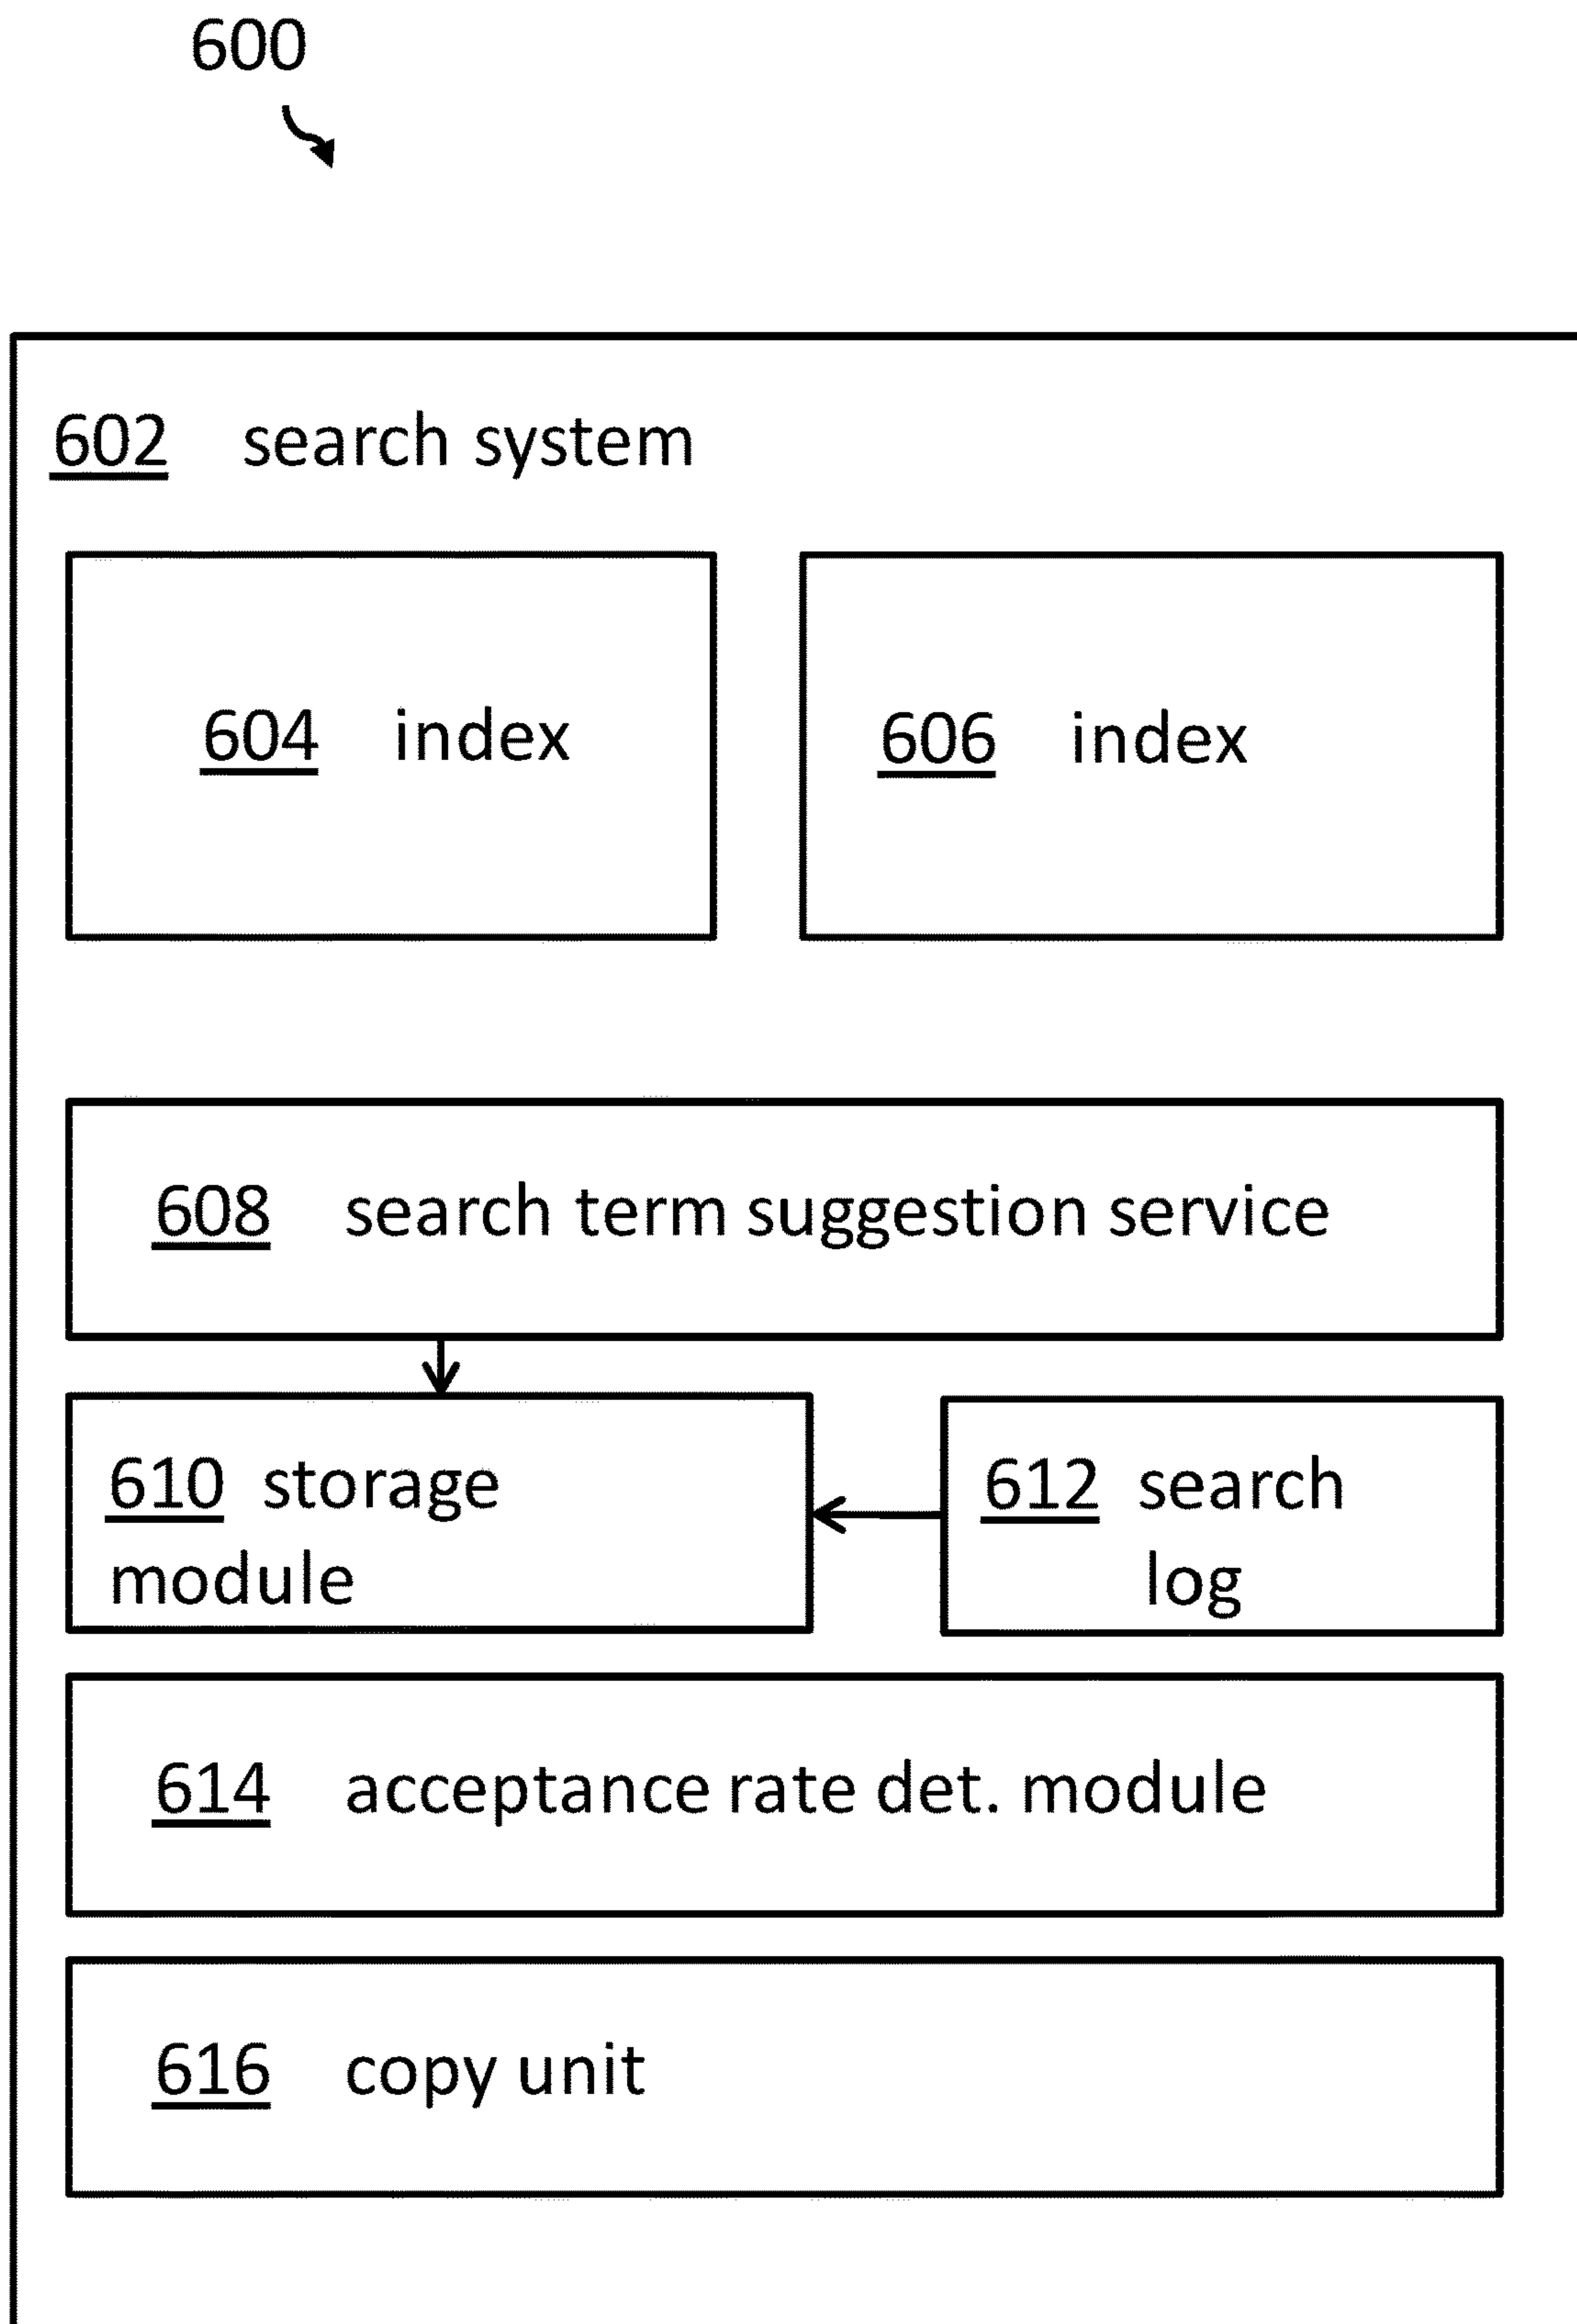 600
602 search system
604 index
606 index
608 search term suggestion service
610 storage
module
612 search
log
614 acceptance rate det. module
616 copy unit